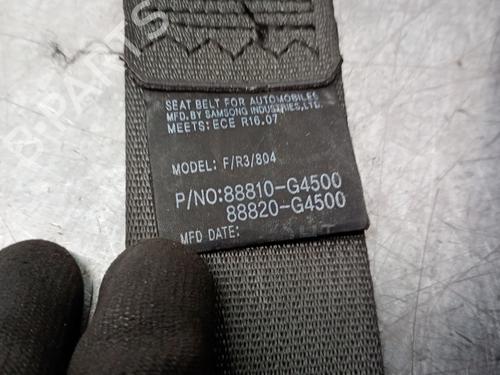 SEAT BELT FOR AUTOMOBILES
MFD.BY SAMSONG INDUSTRIES,LTD.
MEETS: ECE R16.07
MODEL: F/R3/804
P/NO:88810-G4500
88820-G4500
MFD DATE: